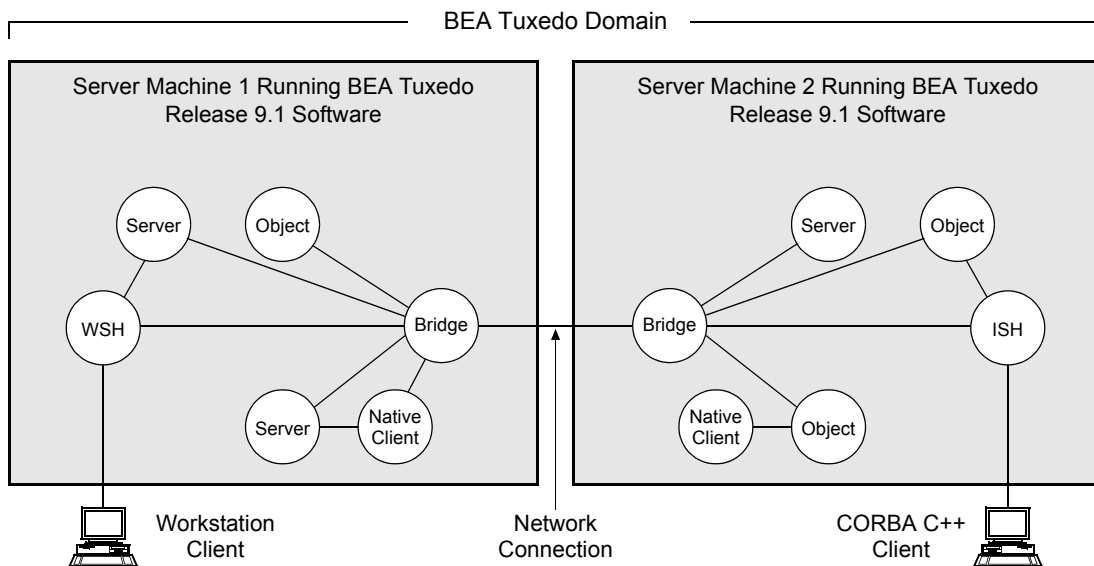 BEA Tuxedo Domain
Server Machine 1 Running BEA Tuxedo
Release 9.1 Software
Server
Object
WSH
Bridge
Server
Native
Client
Server Machine 2 Running BEA Tuxedo
Release 9.1 Software
Server
Object
Bridge
ISH
Native
Client
Object
Workstation
Client
Network
Connection
CORBA C++
Client